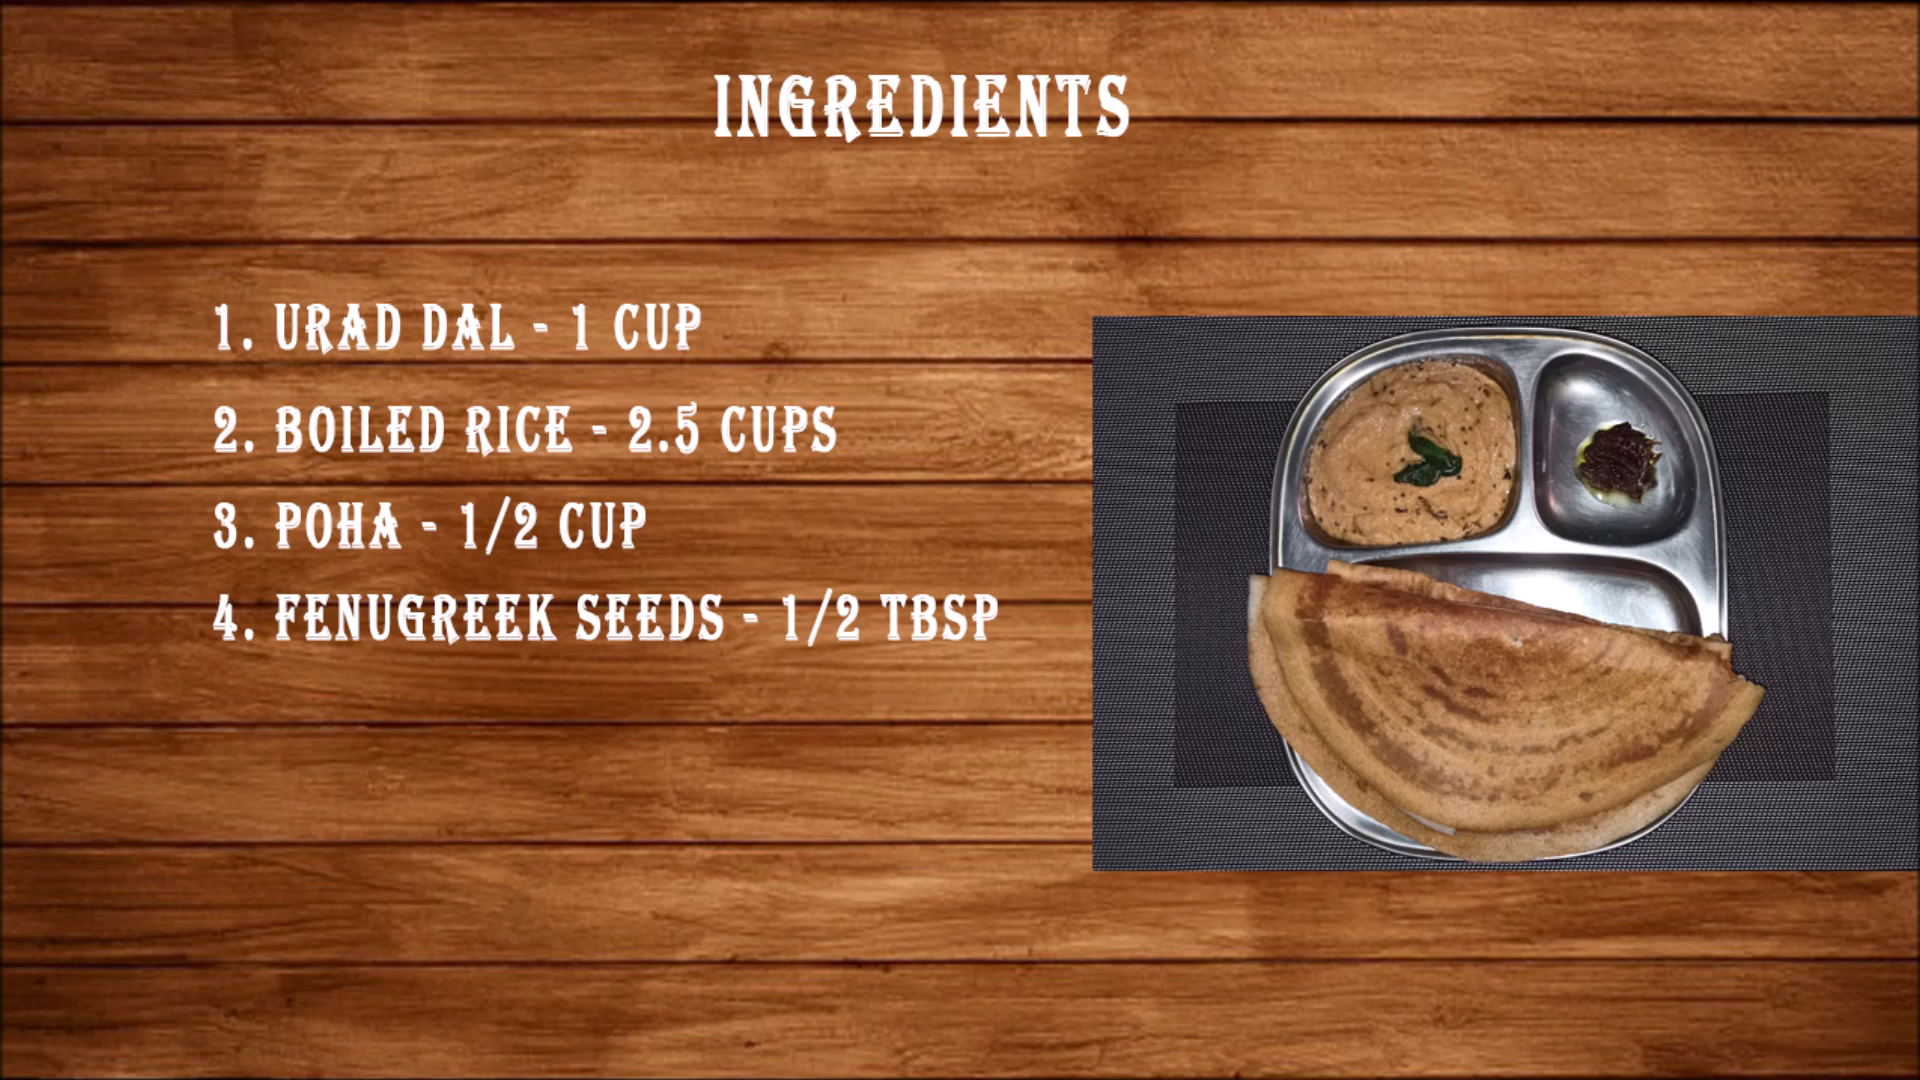 INGREDIENTS
1. URAD DAL - 1 CUP
2. BOILED RICE - 2.5 CUPS
3. POHA - 1/2 CUP
4. FENUGREEK SEEDS - 1/2 TBSP